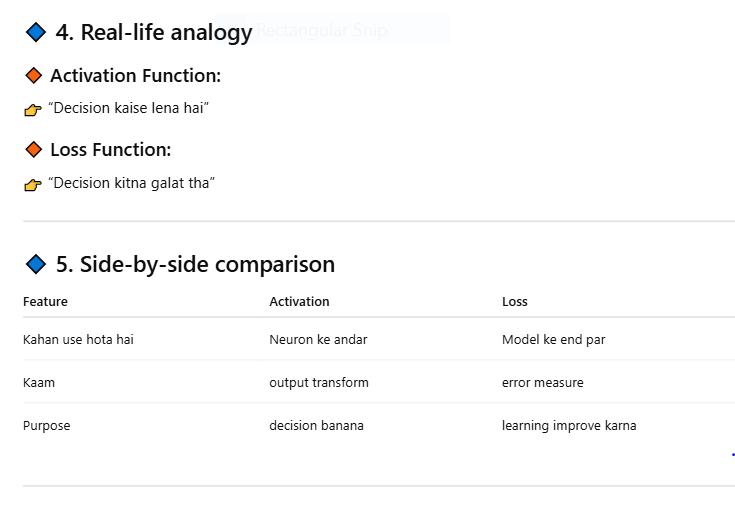 🔷 4. Real-life analogy
Rectangular Snip
🔶 Activation Function:
👉 “Decision kaise lena hai”
🔶 Loss Function:
👉 “Decision kitna galat tha”
🔷 5. Side-by-side comparison
Feature Activation Loss
Kahan use hota hai Neuron ke andar Model ke end par
Kaam output transform error measure
Purpose decision banana learning improve karna